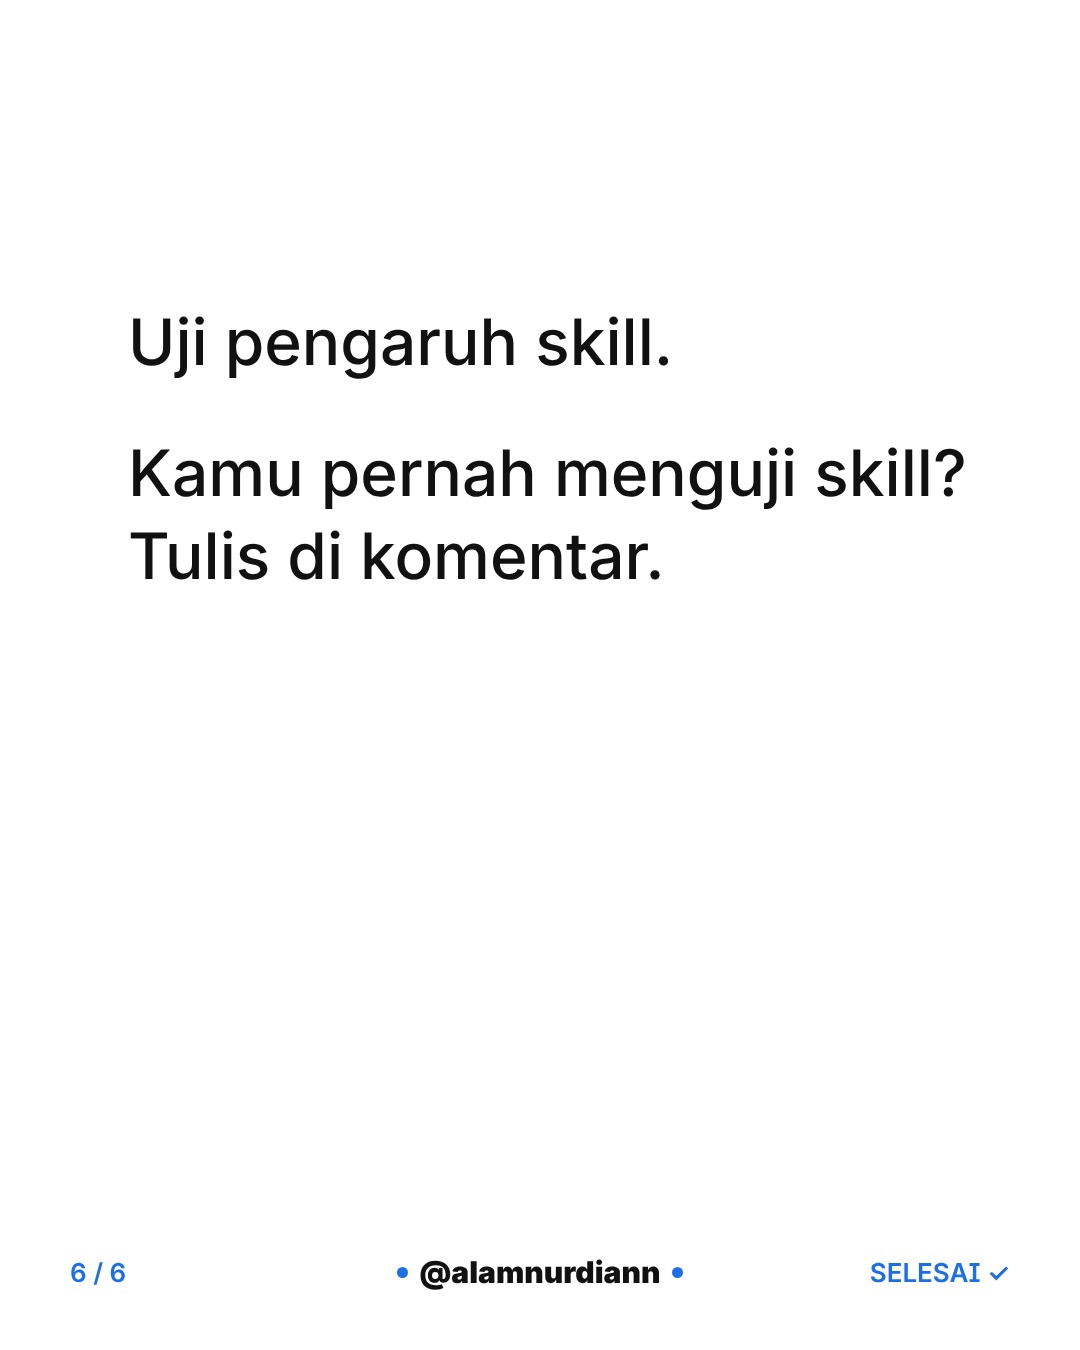 Uji pengaruh skill.
Kamu pernah menguji skill?
Tulis di komentar.
6 / 6
• @alamnurdiann •
SELESAI ✓